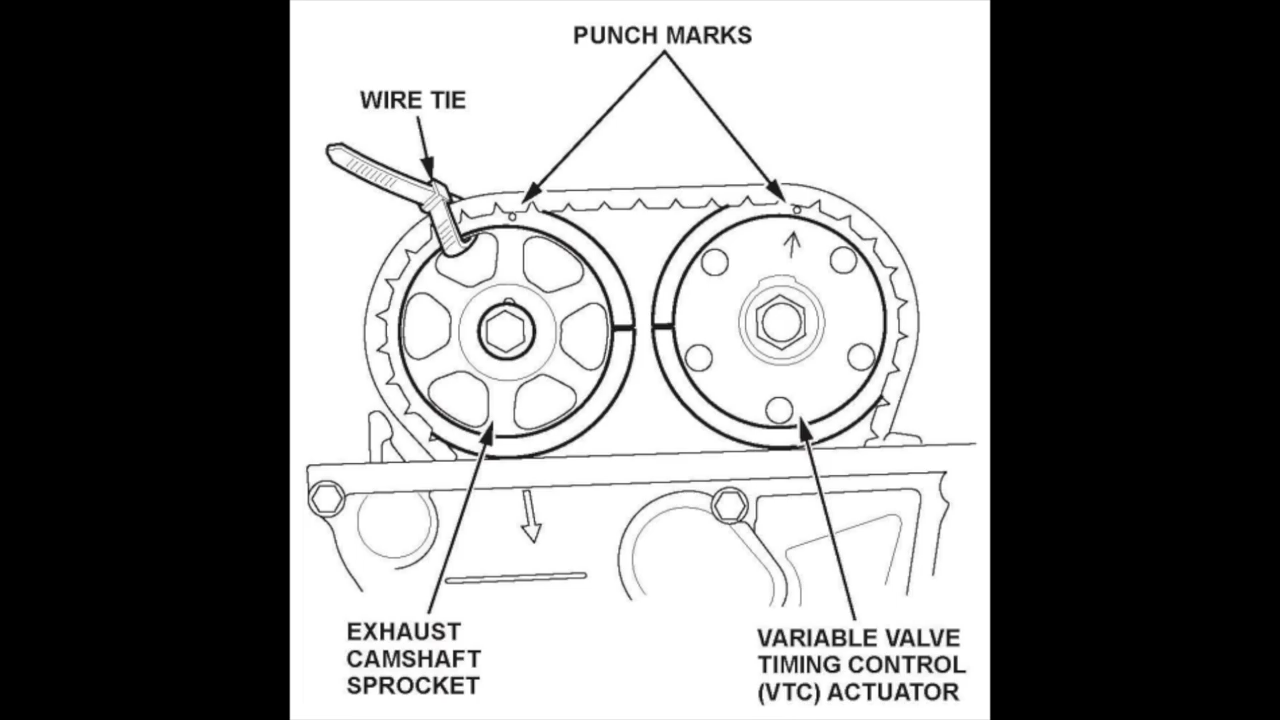 PUNCH MARKS
WIRE TIE
EXHAUST
CAMSHAFT
SPROCKET
VARIABLE VALVE
TIMING CONTROL
(VTC) ACTUATOR